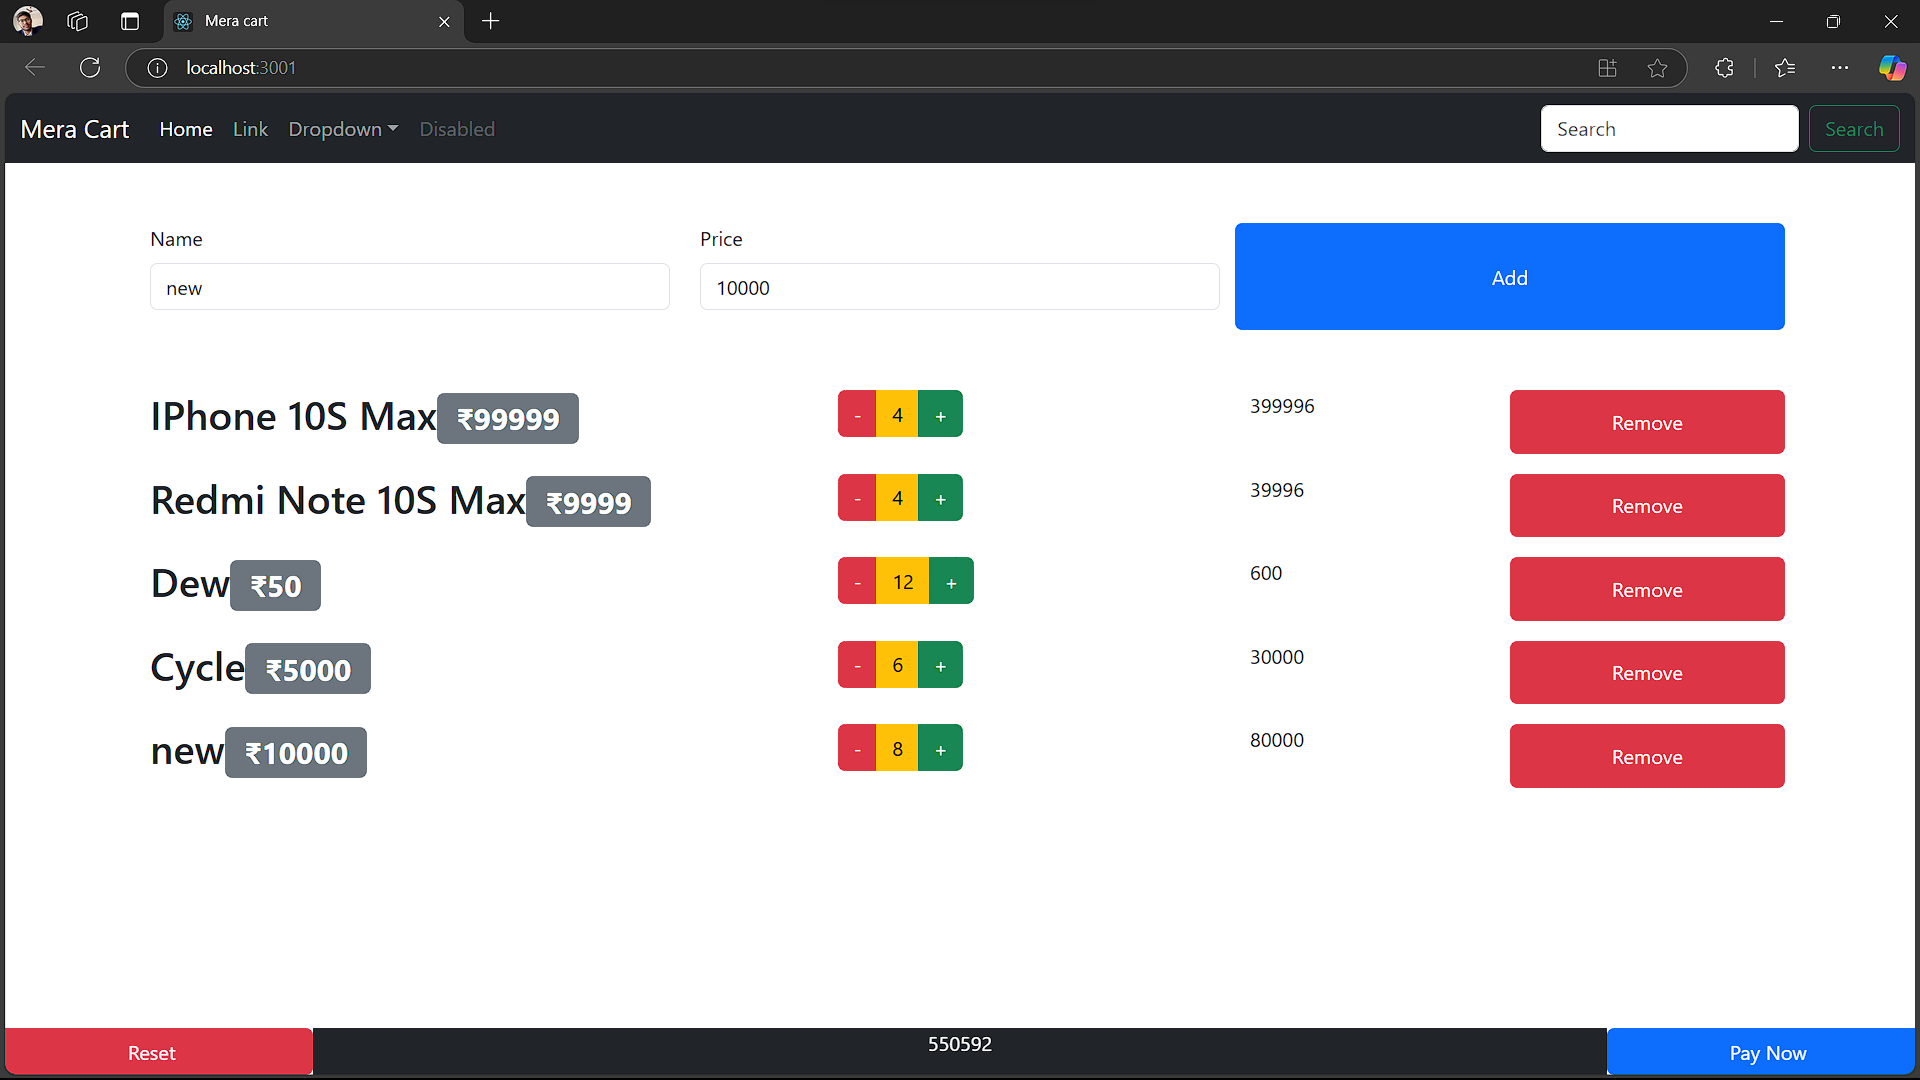 Mera cart
localhost:3001
Mera Cart Home Link Dropdown Disabled Search Search
Name Price
new 10000 Add
IPhone 10S Max ₹99999 - 4 + 399996 Remove
Redmi Note 10S Max ₹9999 - 4 + 39996 Remove
Dew ₹50 - 12 + 600 Remove
Cycle ₹5000 - 6 + 30000 Remove
new ₹10000 - 8 + 80000 Remove
Reset 550592 Pay Now